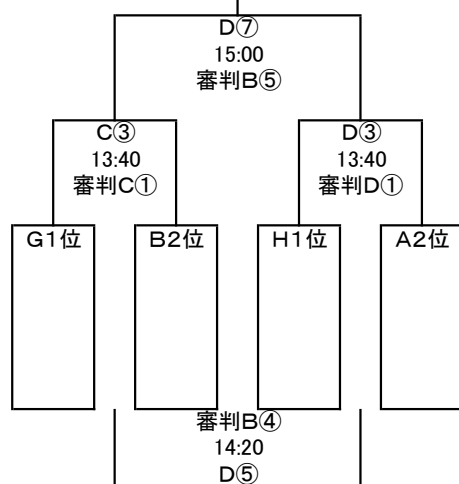 D⑦
15:00
審判B⑤
C③
13:40
審判C①
D③
13:40
審判D①
G1位
B2位
H1位
A2位
審判B④
14:20
D⑤